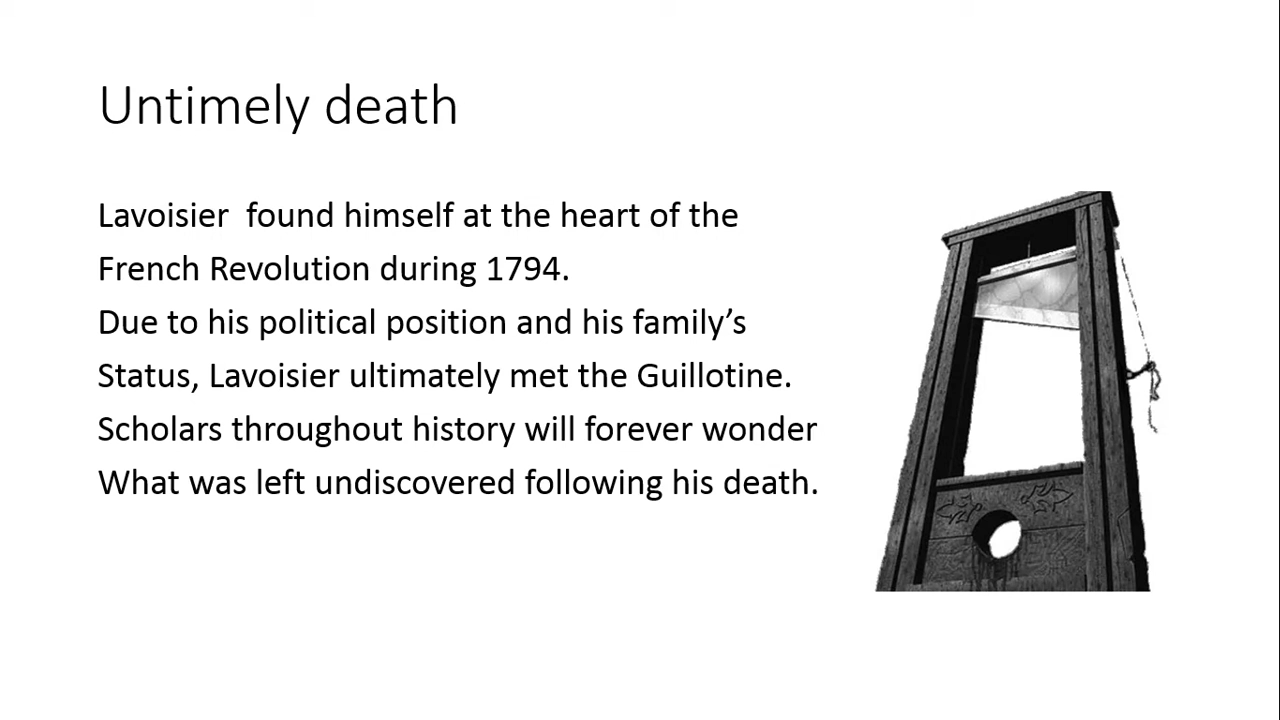 Untimely death
Lavoisier  found himself at the heart of the
French Revolution during 1794.
Due to his political position and his family’s
Status, Lavoisier ultimately met the Guillotine.
Scholars throughout history will forever wonder
What was left undiscovered following his death.